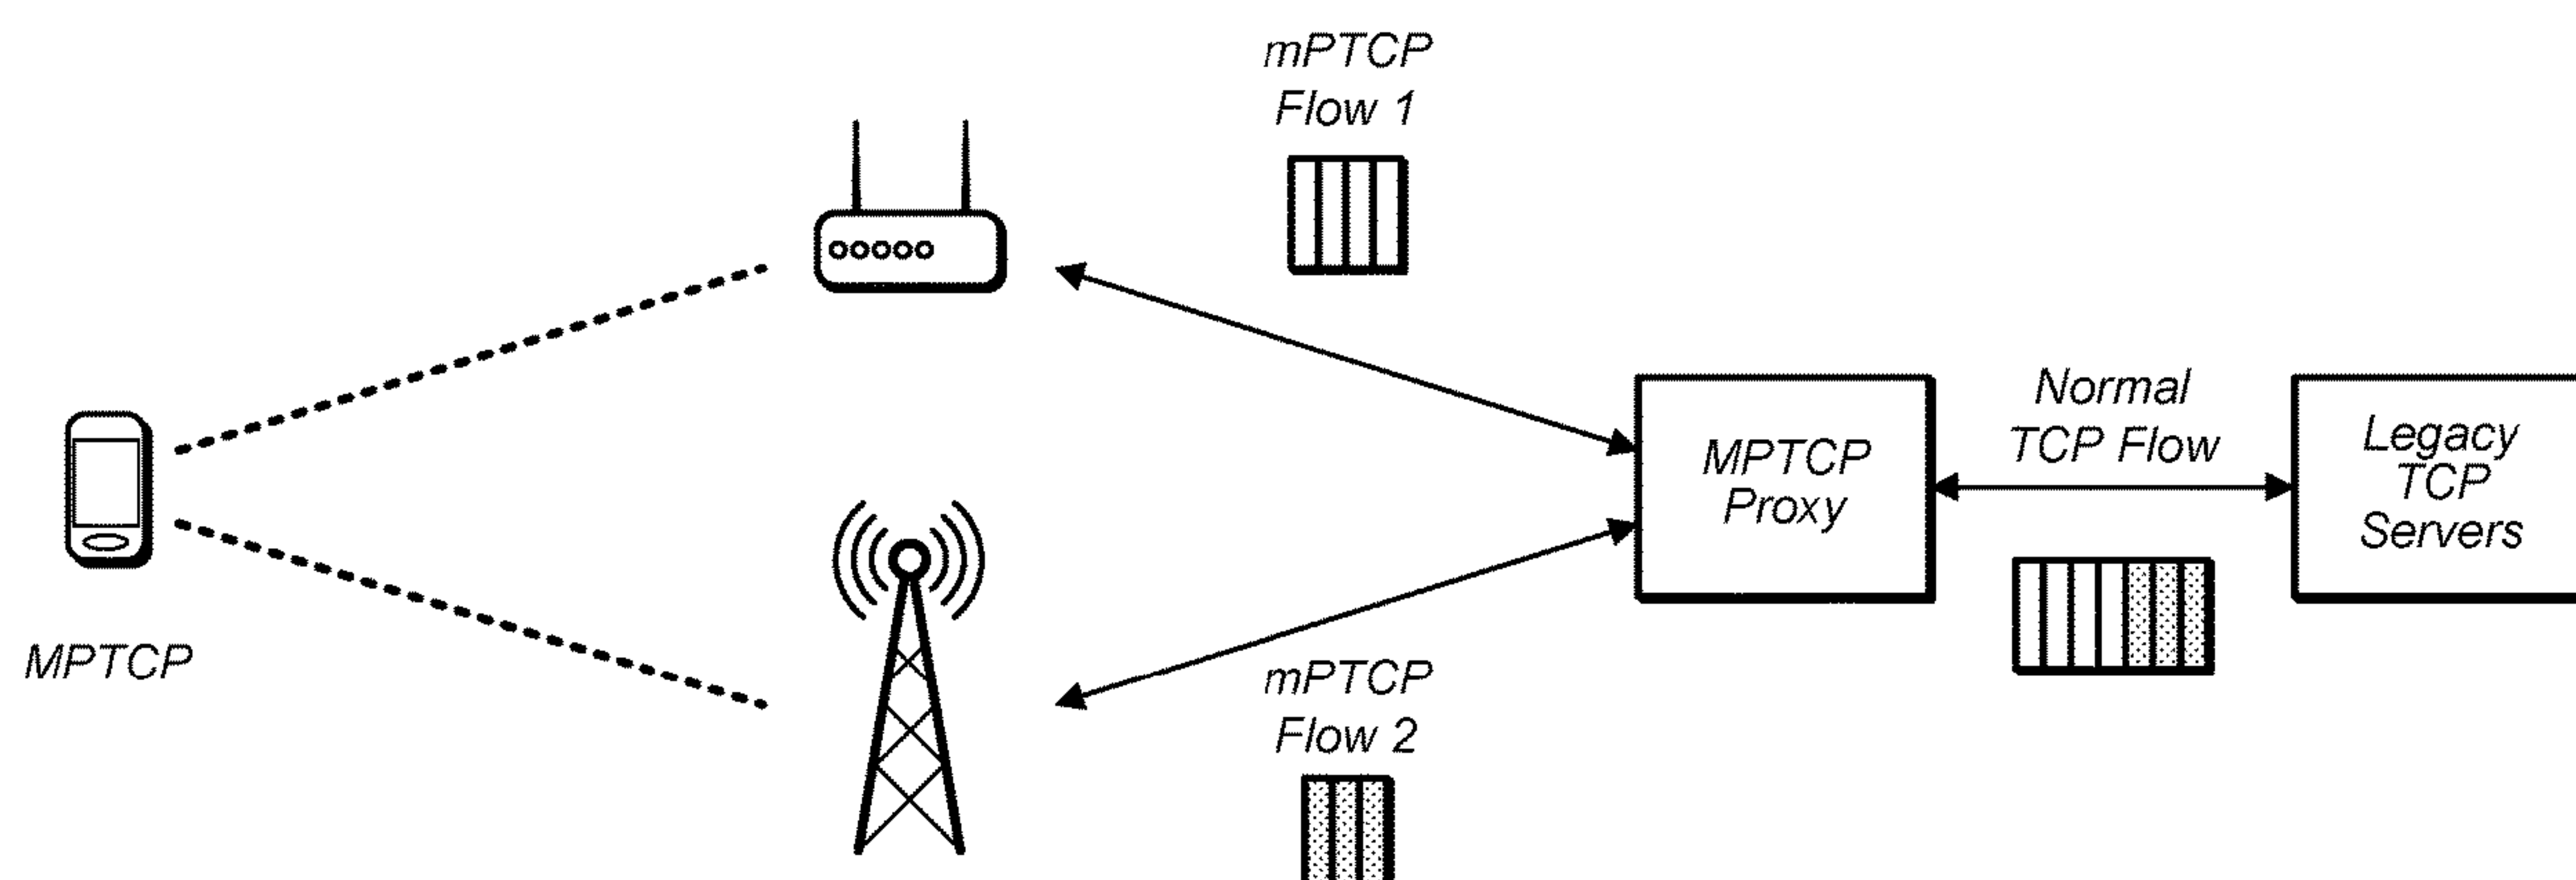 mPTCP
Flow 1
Normal
TCP Flow
MPTCP
Proxy
Legacy
TCP
Servers
MPTCP
mPTCP
Flow 2